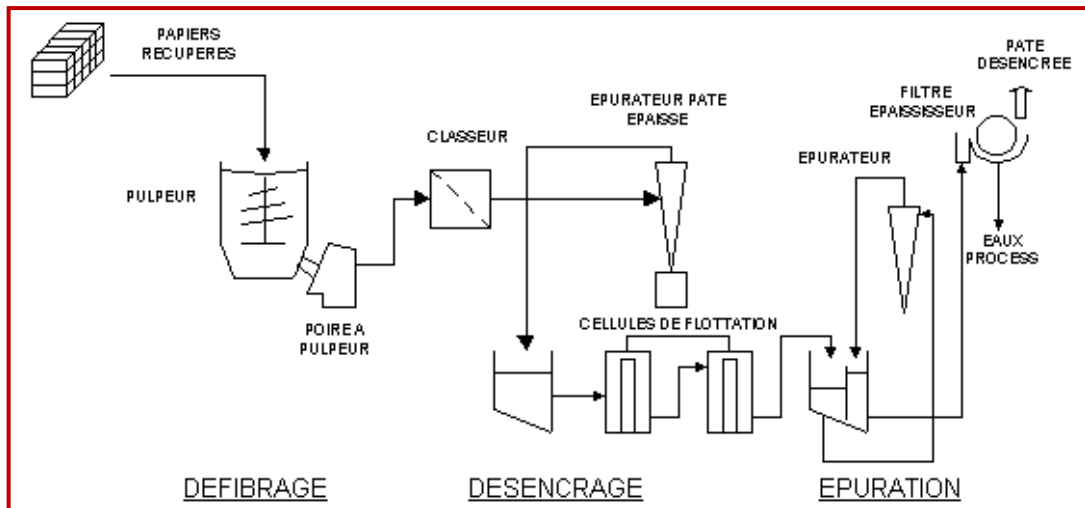 PAPIERS
RECUPERES
PULPEUR
POIRE A
PULPEUR
CLASSEUR
EPURATEUR PATE
EPAISSE
CELLULES DE FLOTTATION
EPURATEUR
FILTRE
EPAISSISSEUR
PATE
DESENCREE
EAUX
PROCESS
DEFIBRAGE
DESENCRAGE
EPURATION